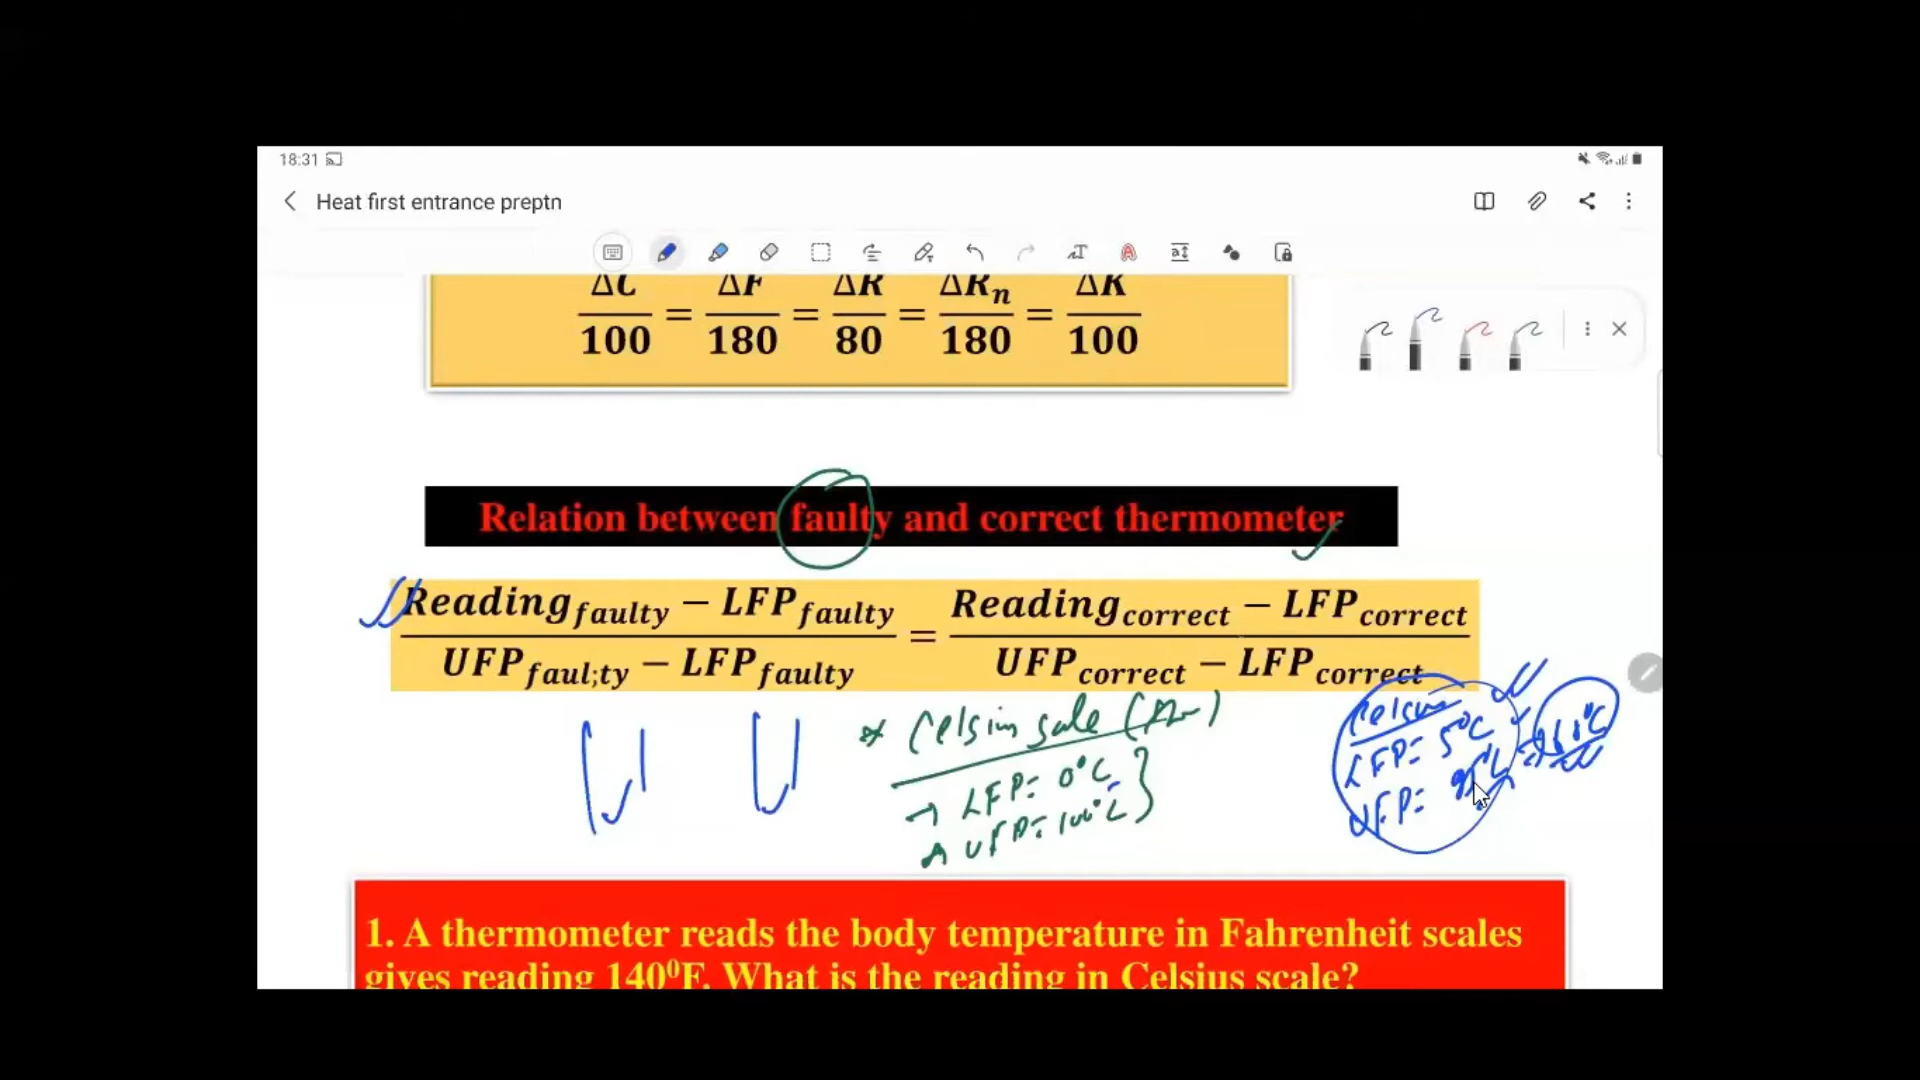 18:31
Heat first entrance preptn
ΔC/100 = ΔF/180 = ΔR/80 = ΔRn/180 = ΔK/100
Relation between faulty and correct thermometer
Reading faulty − LFP faulty / UFP faul;ty − LFP faulty = Reading correct − LFP correct / UFP correct − LFP correct
* Celsius scale
→ LFP = 0°C
UFP = 100°C
Celsius
LFP = 5°C
UFP =
1. A thermometer reads the body temperature in Fahrenheit scales
gives reading 140⁰F. What is the reading in Celsius scale?